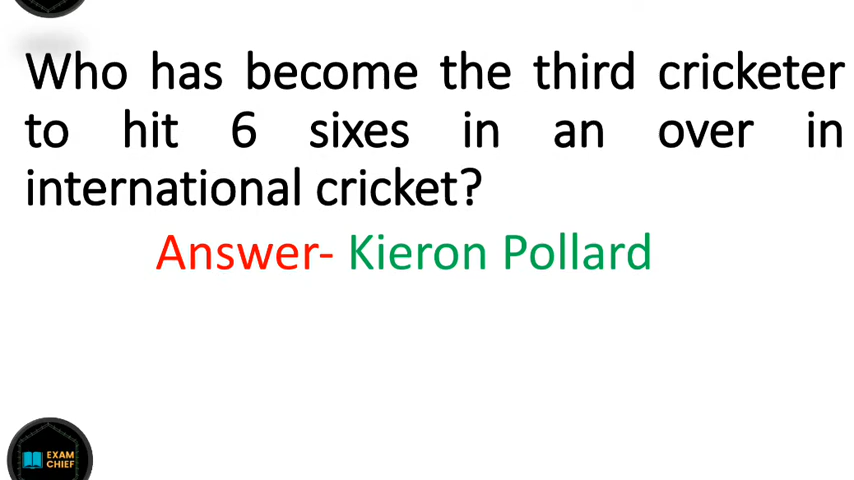 Who has become the third cricketer
to hit 6 sixes in an over in
international cricket?
Answer- Kieron Pollard
EXAM
CHIEF